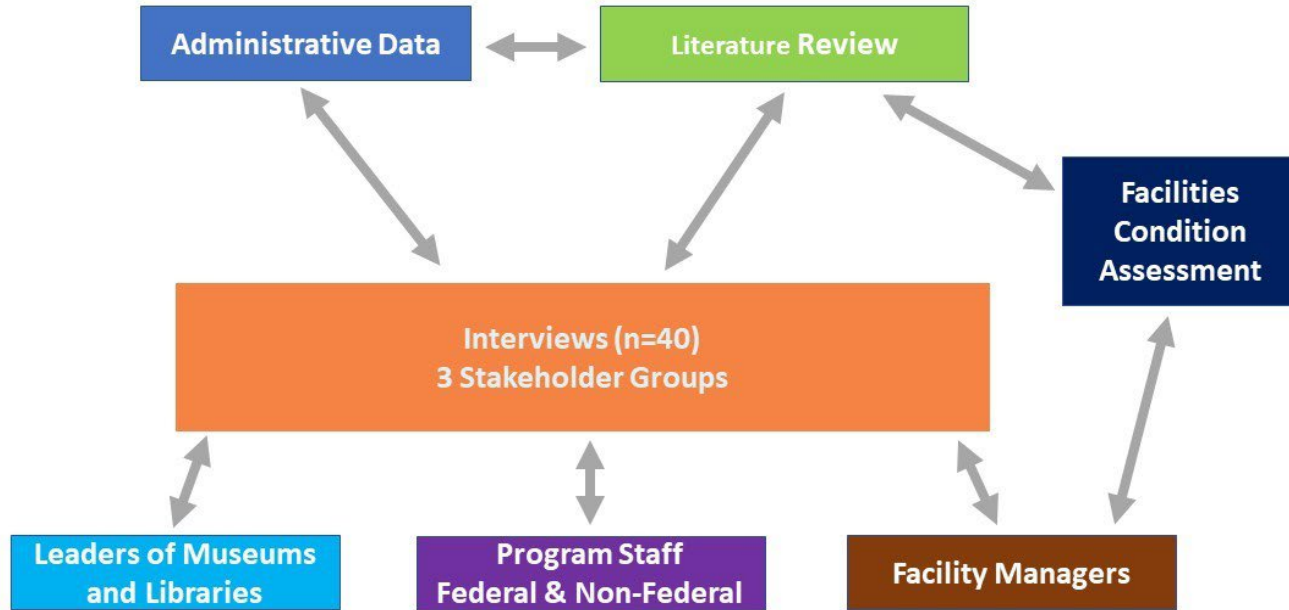 Administrative Data
Literature Review
Facilities
Condition
Assessment
Interviews (n=40)
3 Stakeholder Groups
Leaders of Museums
and Libraries
Program Staff
Federal & Non-Federal
Facility Managers